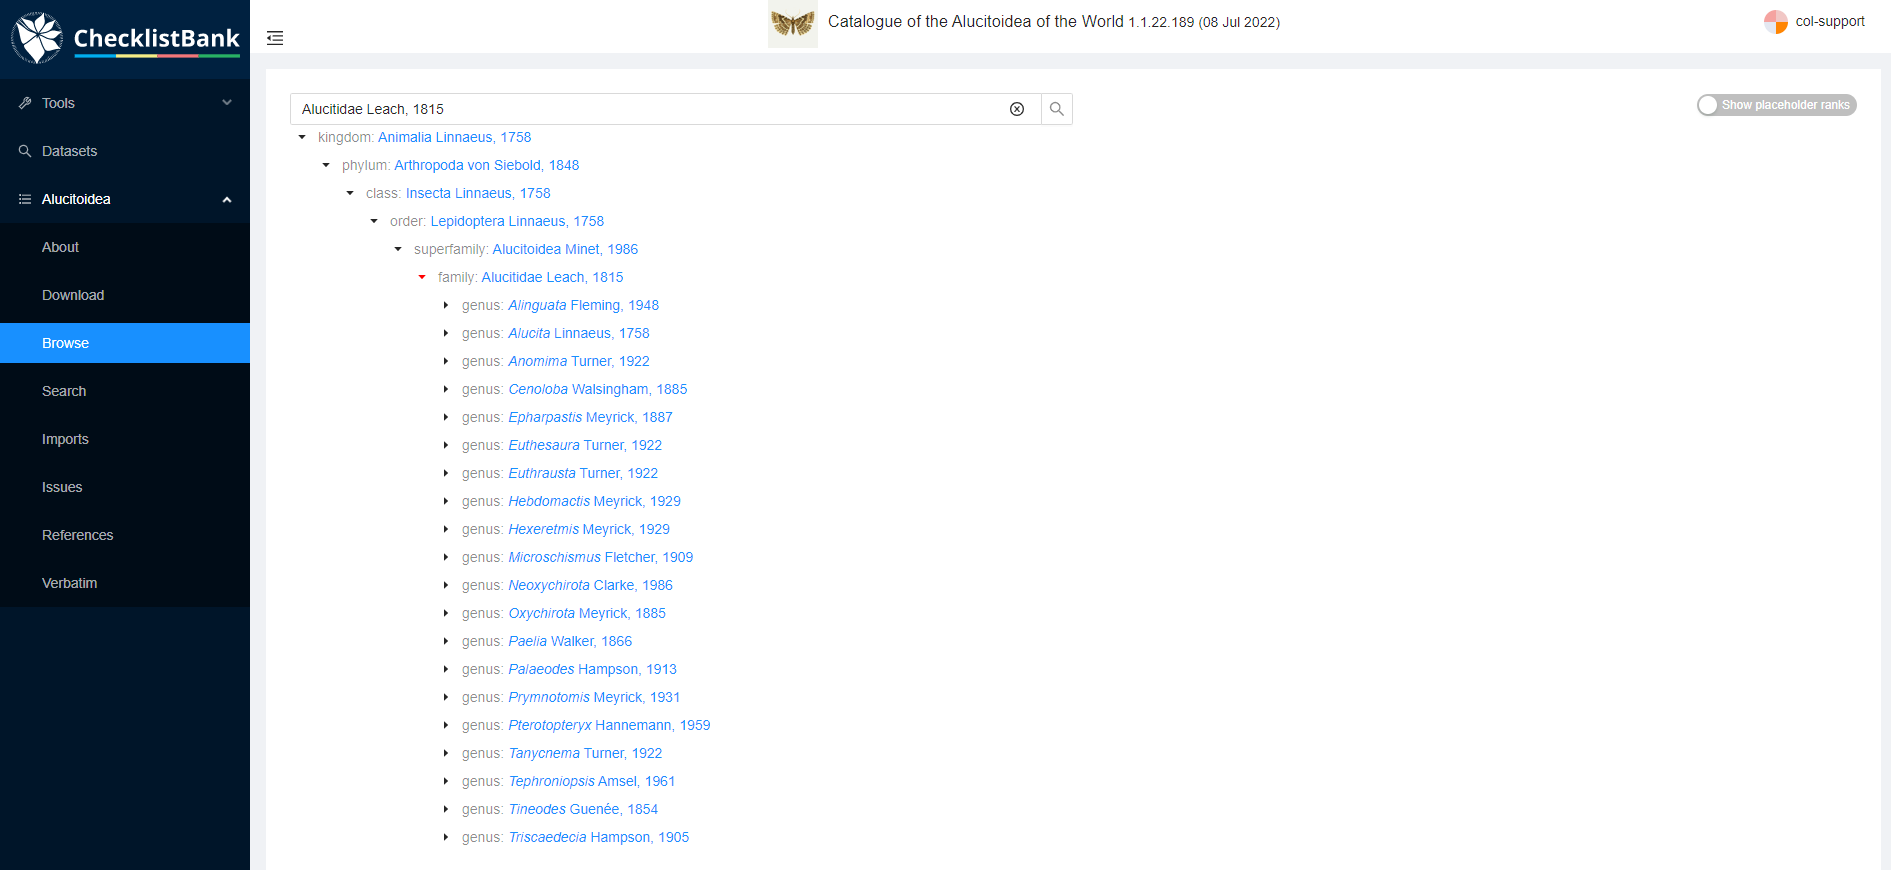 ChecklistBank
Catalogue of the Alucitoidea of the World 1.1.22.189 (08 Jul 2022)
col-support
Tools
Datasets
Alucitoidea
About
Download
Browse
Search
Imports
Issues
References
Verbatim
Alucitidae Leach, 1815
Show placeholder ranks
kingdom: Animalia Linnaeus, 1758
phylum: Arthropoda von Siebold, 1848
class: Insecta Linnaeus, 1758
order: Lepidoptera Linnaeus, 1758
superfamily: Alucitoidea Minet, 1986
family: Alucitidae Leach, 1815
genus: Alinguata Fleming, 1948
genus: Alucita Linnaeus, 1758
genus: Anomima Turner, 1922
genus: Cenoloba Walsingham, 1885
genus: Epharpastis Meyrick, 1887
genus: Euthesaura Turner, 1922
genus: Euthrausta Turner, 1922
genus: Hebdomactis Meyrick, 1929
genus: Hexeretmis Meyrick, 1929
genus: Microschismus Fletcher, 1909
genus: Neoxychirota Clarke, 1986
genus: Oxychirota Meyrick, 1885
genus: Paelia Walker, 1866
genus: Palaeodes Hampson, 1913
genus: Prymnotomis Meyrick, 1931
genus: Pterotopteryx Hannemann, 1959
genus: Tanycnema Turner, 1922
genus: Tephroniopsis Amsel, 1961
genus: Tineodes Guenée, 1854
genus: Triscaedecia Hampson, 1905